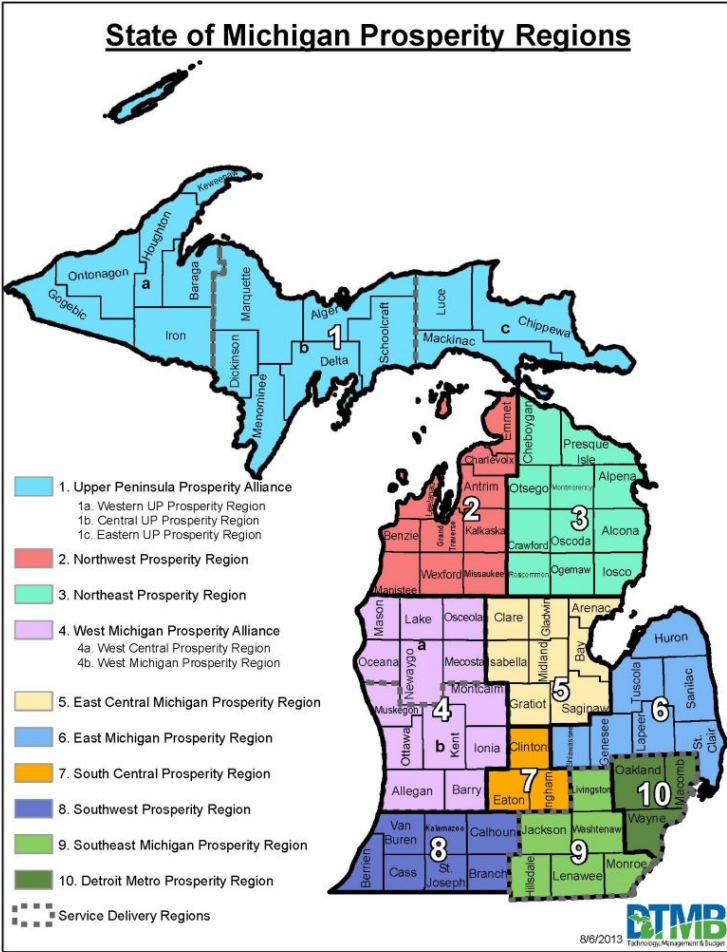 State of Michigan Prosperity Regions
Keweenaw
Houghton
Ontonagon
a
Baraga
Gogebic
Iron
Marquette
Alger
1
b
Dickinson
Delta
Schoolcraft
Menominee
Luce
c
Chippewa
Mackinac
Emmet
Cheboygan
Presque
Isle
Charlevoix
Antrim
Otsego
Montmorency
Alpena
Leelanau
2
3
Benzie
Grand
Traverse
Kalkaska
Crawford
Oscoda
Alcona
Manistee
Wexford
Missaukee
Roscommon
Ogemaw
Iosco
1. Upper Peninsula Prosperity Alliance
1a. Western UP Prosperity Region
1b. Central UP Prosperity Region
1c. Eastern UP Prosperity Region
2. Northwest Prosperity Region
3. Northeast Prosperity Region
4. West Michigan Prosperity Alliance
4a. West Central Prosperity Region
4b. West Michigan Prosperity Region
5. East Central Michigan Prosperity Region
6. East Michigan Prosperity Region
7. South Central Prosperity Region
8. Southwest Prosperity Region
9. Southeast Michigan Prosperity Region
10. Detroit Metro Prosperity Region
Service Delivery Regions
Mason
Lake
Osceola
Clare
Gladwin
Arenac
a
Oceana
Newaygo
Mecosta
Isabella
Midland
Bay
Huron
Montcalm
Gratiot
5
Saginaw
Tuscola
Sanilac
6
Muskegon
4
Ottawa
b
Kent
Ionia
Clinton
Shiawassee
Genesee
Lapeer
St.
Clair
Allegan
Barry
Eaton
7
Ingham
Livingston
Oakland
Macomb
10
Wayne
Van
Buren
Kalamazoo
Calhoun
Jackson
Washtenaw
8
9
Berrien
Cass
St.
Joseph
Branch
Hillsdale
Lenawee
Monroe
8/6/2013
DTMB
Technology, Management & Budget